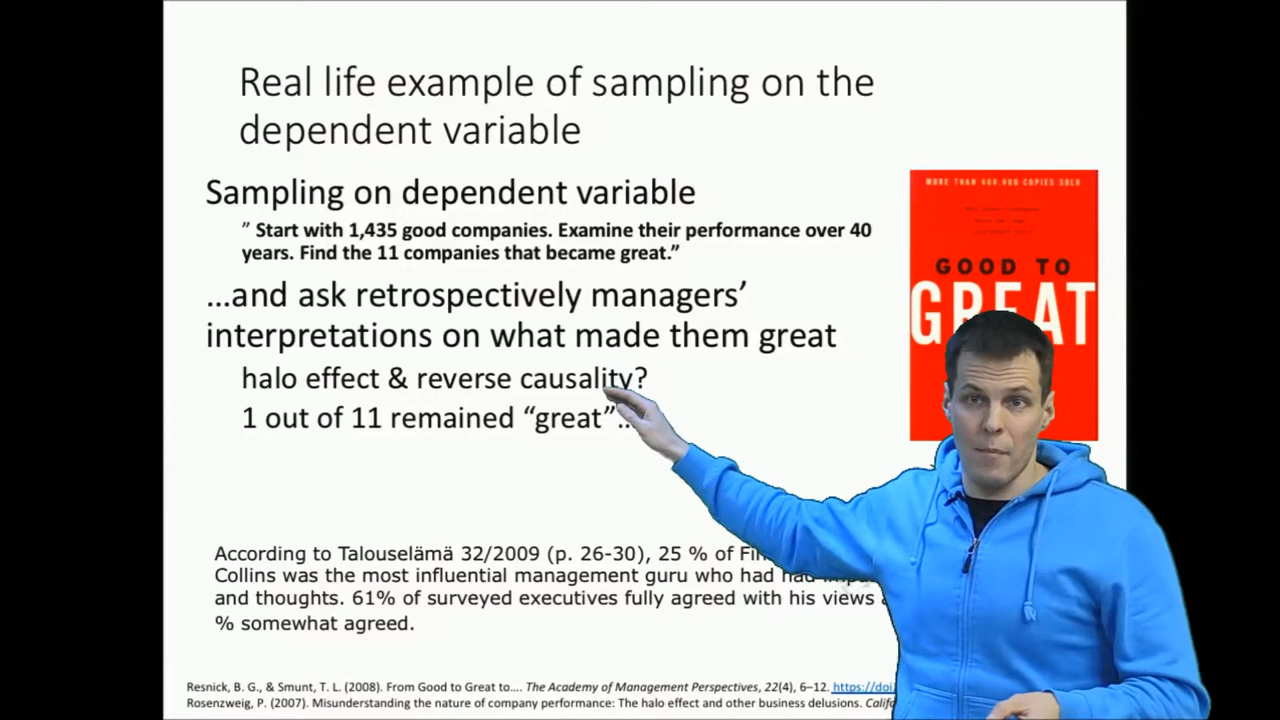 Real life example of sampling on the
dependent variable
Sampling on dependent variable
” Start with 1,435 good companies. Examine their performance over 40
years. Find the 11 companies that became great.”
…and ask retrospectively managers’
interpretations on what made them great
halo effect & reverse causality?
1 out of 11 remained “great”…
MORE THAN 600 000 COPIES SOLD
GOOD TO
GREAT
According to Talouselämä 32/2009 (p. 26-30), 25 % of
Collins was the most influential management guru who had had
and thoughts. 61% of surveyed executives fully agreed with his views
% somewhat agreed.
Resnick, B. G., & Smunt, T. L. (2008). From Good to Great to…. The Academy of Management Perspectives, 22(4), 6–12. https://doi
Rosenzweig, P. (2007). Misunderstanding the nature of company performance: The halo effect and other business delusions.